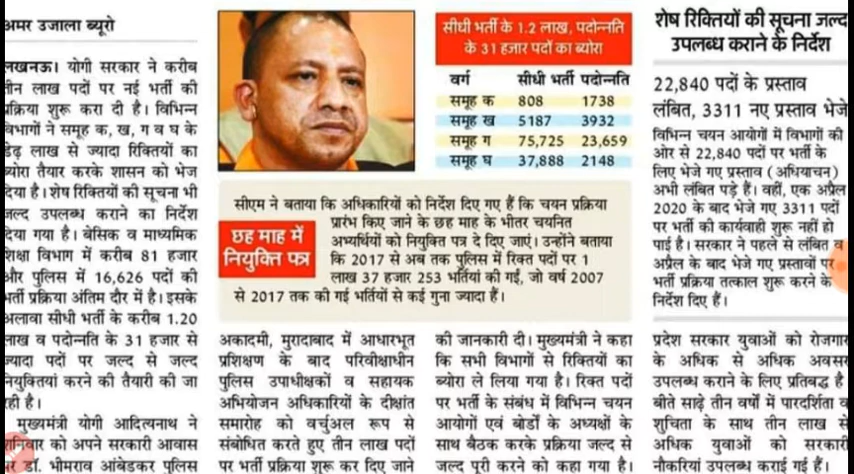 अमर उजाला ब्यूरो
लखनऊ। योगी सरकार ने करीब
तीन लाख पदों पर नई भर्ती की
प्रक्रिया शुरू करा दी है। विभिन्न
विभागों ने समूह क, ख, ग व घ के
डेढ़ लाख से ज्यादा रिक्तियों का
ब्योरा तैयार करके शासन को भेज
दिया है। शेष रिक्तियों की सूचना भी
जल्द उपलब्ध कराने का निर्देश
दिया गया है। बेसिक व माध्यमिक
शिक्षा विभाग में करीब 81 हजार
और पुलिस में 16,626 पदों की
भर्ती प्रक्रिया अंतिम दौर में है। इसके
अलावा सीधी भर्ती के करीब 1.20
लाख व पदोन्नति के 31 हजार से
ज्यादा पदों पर जल्द से जल्द
नियुक्तियां करने की तैयारी की जा
रही है।
मुख्यमंत्री योगी आदित्यनाथ ने
शनिवार को अपने सरकारी आवास
पर डॉ. भीमराव आंबेडकर पुलिस
सीधी भर्ती के 1.2 लाख, पदोन्नति
के 31 हजार पदों का ब्योरा
वर्ग सीधी भर्ती पदोन्नति
समूह क 808 1738
समूह ख 5187 3932
समूह ग 75,725 23,659
समूह घ 37,888 2148
सीएम ने बताया कि अधिकारियों को निर्देश दिए गए हैं कि चयन प्रक्रिया
छह माह में
नियुक्ति पत्र
प्रारंभ किए जाने के छह माह के भीतर चयनित
अभ्यर्थियों को नियुक्ति पत्र दे दिए जाएं। उन्होंने बताया
कि 2017 से अब तक पुलिस में रिक्त पदों पर 1
लाख 37 हजार 253 भर्तियां की गईं, जो वर्ष 2007
से 2017 तक की गई भर्तियों से कई गुना ज्यादा हैं।
अकादमी, मुरादाबाद में आधारभूत
प्रशिक्षण के बाद परिवीक्षाधीन
पुलिस उपाधीक्षकों व सहायक
अभियोजन अधिकारियों के दीक्षांत
समारोह को वर्चुअल रूप से
संबोधित करते हुए तीन लाख पदों
पर भर्ती प्रक्रिया शुरू कर दिए जाने
की जानकारी दी। मुख्यमंत्री ने कहा
कि सभी विभागों से रिक्तियों का
ब्योरा ले लिया गया है। रिक्त पदों
पर भर्ती के संबंध में विभिन्न चयन
आयोगों एवं बोर्डों के अध्यक्षों के
साथ बैठक करके प्रक्रिया जल्द से
जल्द पूरी करने को कहा गया है।
शेष रिक्तियों की सूचना जल्द
उपलब्ध कराने के निर्देश
22,840 पदों के प्रस्ताव
लंबित, 3311 नए प्रस्ताव भेजे
विभिन्न चयन आयोगों में विभागों की
ओर से 22,840 पदों पर भर्ती के
लिए भेजे गए प्रस्ताव (अधियाचन)
अभी लंबित पड़े हैं। वहीं, एक अप्रैल
2020 के बाद भेजे गए 3311 पदों
पर भर्ती की कार्यवाही शुरू नहीं हो
पाई है। सरकार ने पहले से लंबित व
अप्रैल के बाद भेजे गए प्रस्तावों पर
भर्ती प्रक्रिया तत्काल शुरू करने के
निर्देश दिए हैं।
प्रदेश सरकार युवाओं को रोजगार
के अधिक से अधिक अवसर
उपलब्ध कराने के लिए प्रतिबद्ध है
बीते साढ़े तीन वर्षों में पारदर्शिता व
शुचिता के साथ तीन लाख से
अधिक युवाओं को सरकारी
नौकरियां उपलब्ध कराई गईं हैं।